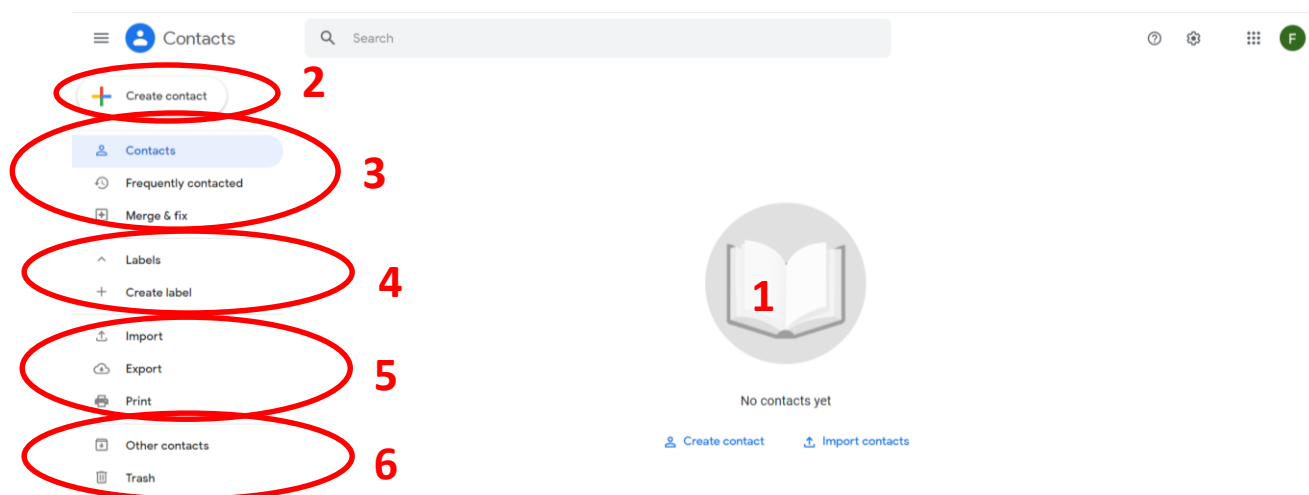 Contacts
Search
F
Create contact
2
Contacts
Frequently contacted
3
Merge & fix
Labels
Create label
4
1
Import
Export
5
Print
No contacts yet
Create contact Import contacts
Other contacts
6
Trash